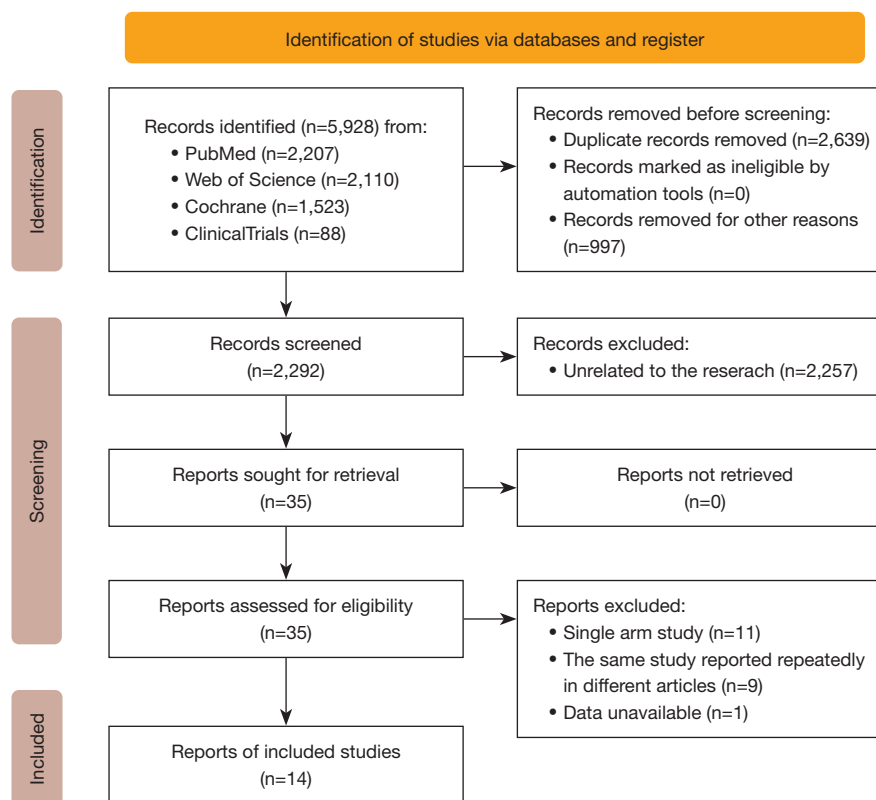 Identification of studies via databases and register
Identification
Records identified (n=5,928) from:
• PubMed (n=2,207)
• Web of Science (n=2,110)
• Cochrane (n=1,523)
• ClinicalTrials (n=88)
Records removed before screening:
• Duplicate records removed (n=2,639)
• Records marked as ineligible by
automation tools (n=0)
• Records removed for other reasons
(n=997)
Screening
Records screened
(n=2,292)
Records excluded:
• Unrelated to the reserach (n=2,257)
Reports sought for retrieval
(n=35)
Reports not retrieved
(n=0)
Reports assessed for eligibility
(n=35)
Reports excluded:
• Single arm study (n=11)
• The same study reported repeatedly
in different articles (n=9)
• Data unavailable (n=1)
Included
Reports of included studies
(n=14)